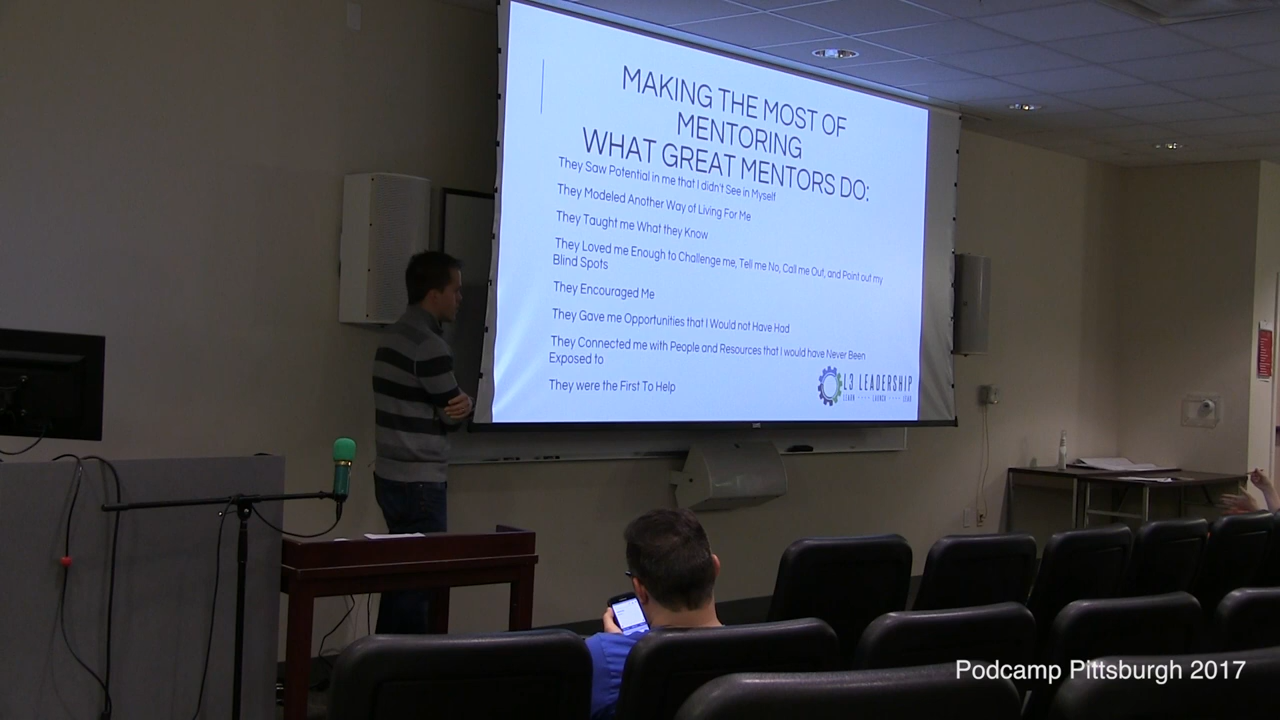 MAKING THE MOST OF
MENTORING
WHAT GREAT MENTORS DO:
They Saw Potential in me that I didn't See in Myself
They Modeled Another Way of Living For Me
They Taught me What they Know
They Loved me Enough to Challenge me, Tell me No, Call me Out, and Point out my
Blind Spots
They Encouraged Me
They Gave me Opportunities that I Would not Have Had
They Connected me with People and Resources that I would have Never Been
Exposed to
They were the First To Help
L3 LEADERSHIP
LEARN ···· LAUNCH ···· LEAD
Podcamp Pittsburgh 2017